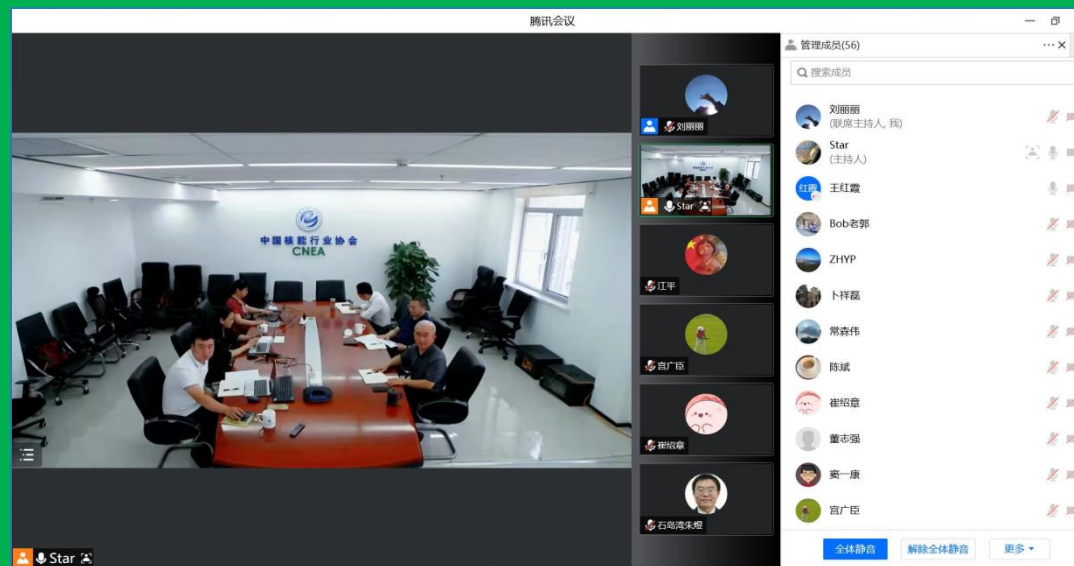 腾讯会议
中国核能行业协会
CNEA
Star
刘丽丽
Star
江平
宫广臣
崔绍章
石岛湾朱煜
管理成员(56)
搜索成员
刘丽丽
(联席主持人, 我)
Star
(主持人)
红霞
王红霞
Bob老郭
ZHYP
卜祥磊
常森伟
陈斌
崔绍章
董志强
窦一康
宫广臣
全体静音
解除全体静音
更多